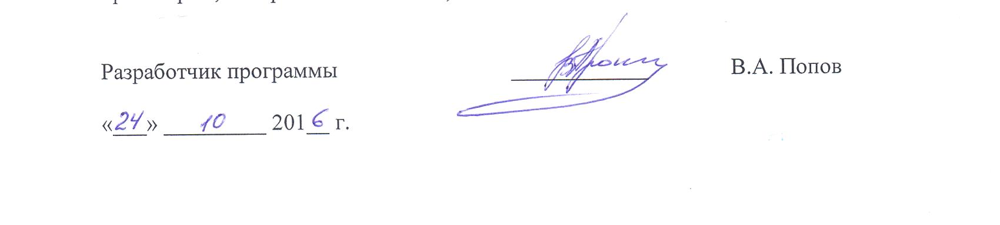 Разработчик программы В.А. Попов
«24» 10 2016 г.